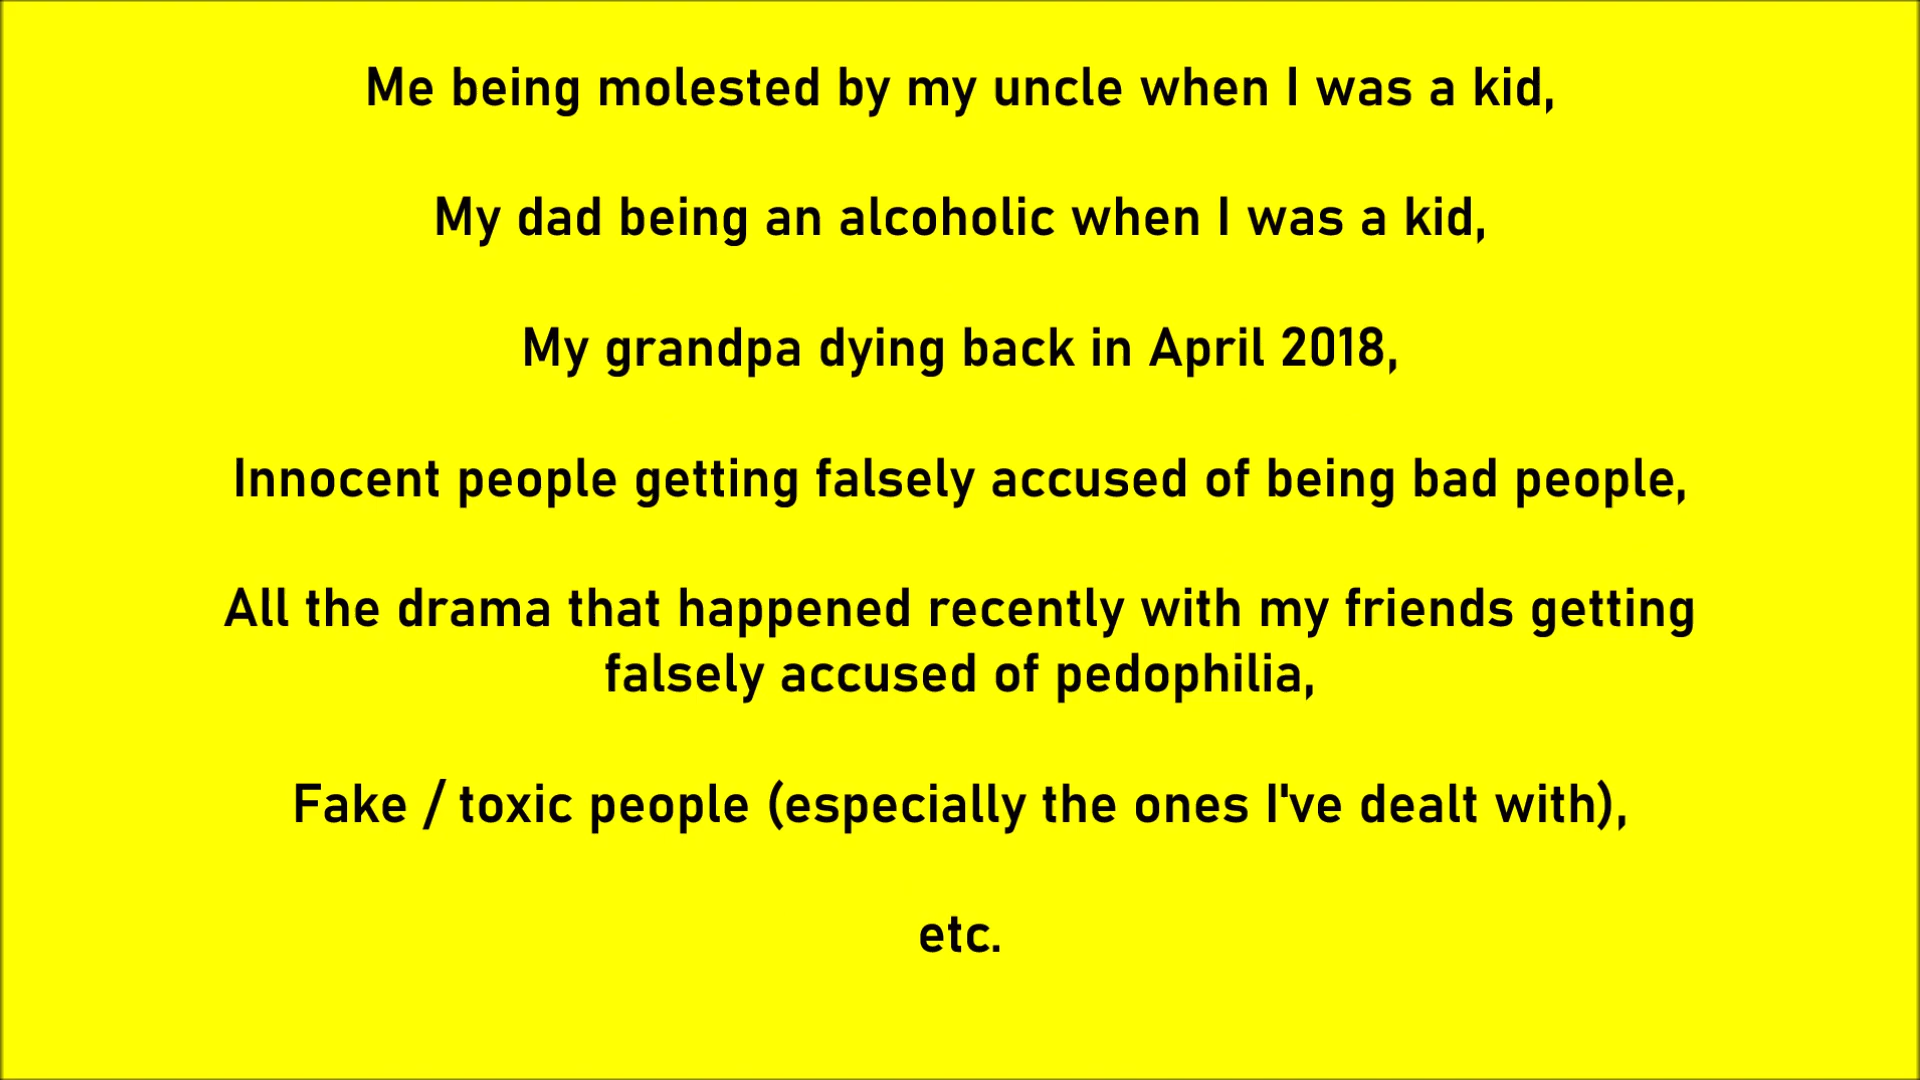 Me being molested by my uncle when I was a kid,
My dad being an alcoholic when I was a kid,
My grandpa dying back in April 2018,
Innocent people getting falsely accused of being bad people,
All the drama that happened recently with my friends getting
falsely accused of pedophilia,
Fake / toxic people (especially the ones I've dealt with),
etc.